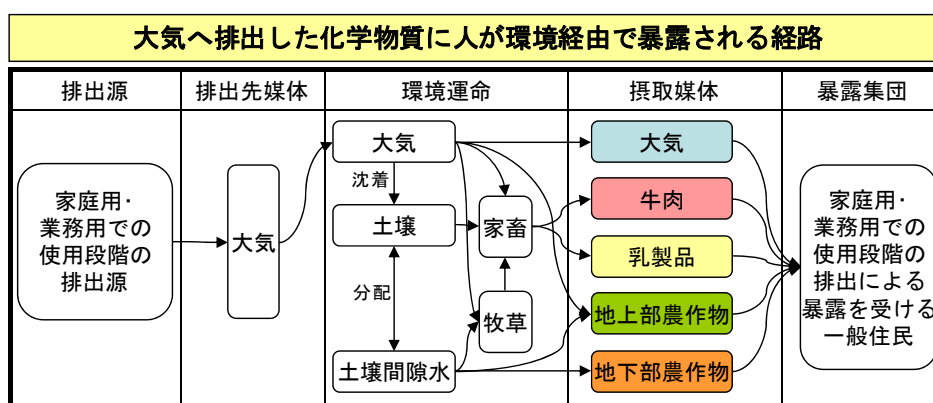 大気へ排出した化学物質に人が環境経由で暴露される経路
排出源
排出先媒体
環境運命
摂取媒体
暴露集団
家庭用・
業務用での
使用段階の
排出源
大気
大気
沈着
土壌
分配
土壌間隙水
家畜
牧草
大気
牛肉
乳製品
地上部農作物
地下部農作物
家庭用・
業務用での
使用段階の
排出による
暴露を受ける
一般住民